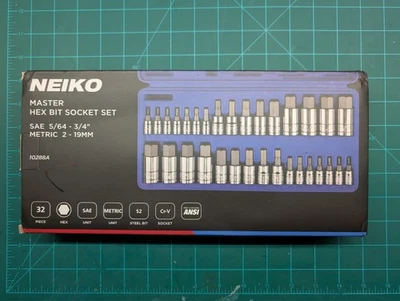 NEIKO
MASTER
HEX BIT SOCKET SET
SAE 5/64 - 3/4"
METRIC 2 - 19MM
10288A
32
PIECE
HEX
SAE
UNIT
METRIC
UNIT
S2
STEEL BIT
Cr-V
SOCKET
ANSI